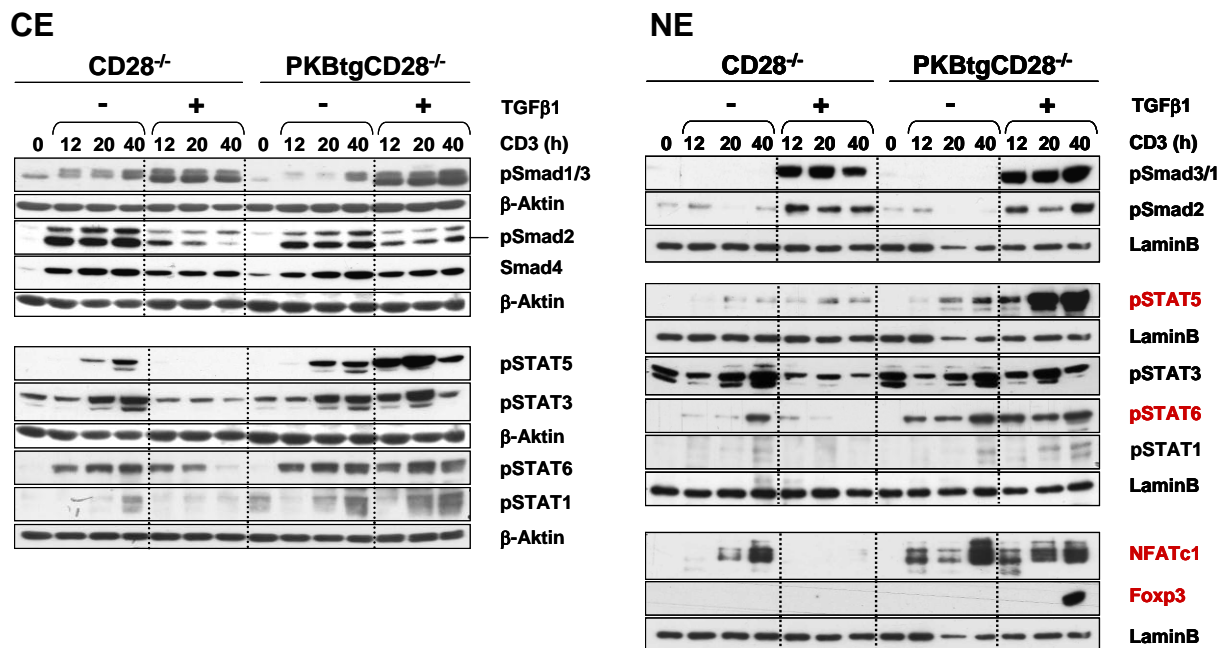 CE
CD28-/- PKBtgCD28-/-
- + - + TGFβ1
0 12 20 40 12 20 40 0 12 20 40 12 20 40 CD3 (h)
pSmad1/3
β-Aktin
pSmad2
Smad4
β-Aktin
pSTAT5
pSTAT3
β-Aktin
pSTAT6
pSTAT1
β-Aktin
NE
CD28-/- PKBtgCD28-/-
- + - + TGFβ1
0 12 20 40 12 20 40 0 12 20 40 12 20 40 CD3 (h)
pSmad3/1
pSmad2
LaminB
pSTAT5
LaminB
pSTAT3
pSTAT6
pSTAT1
LaminB
NFATc1
Foxp3
LaminB